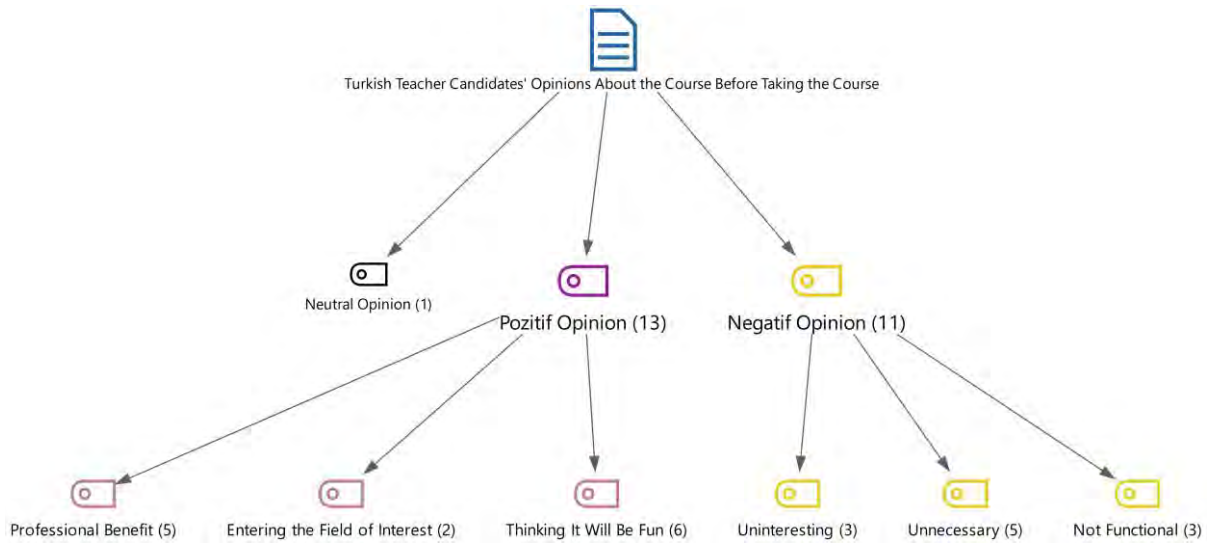 Turkish Teacher Candidates' Opinions About the Course Before Taking the Course
Neutral Opinion (1)
Pozitif Opinion (13)
Negatif Opinion (11)
Professional Benefit (5)
Entering the Field of Interest (2)
Thinking It Will Be Fun (6)
Uninteresting (3)
Unnecessary (5)
Not Functional (3)